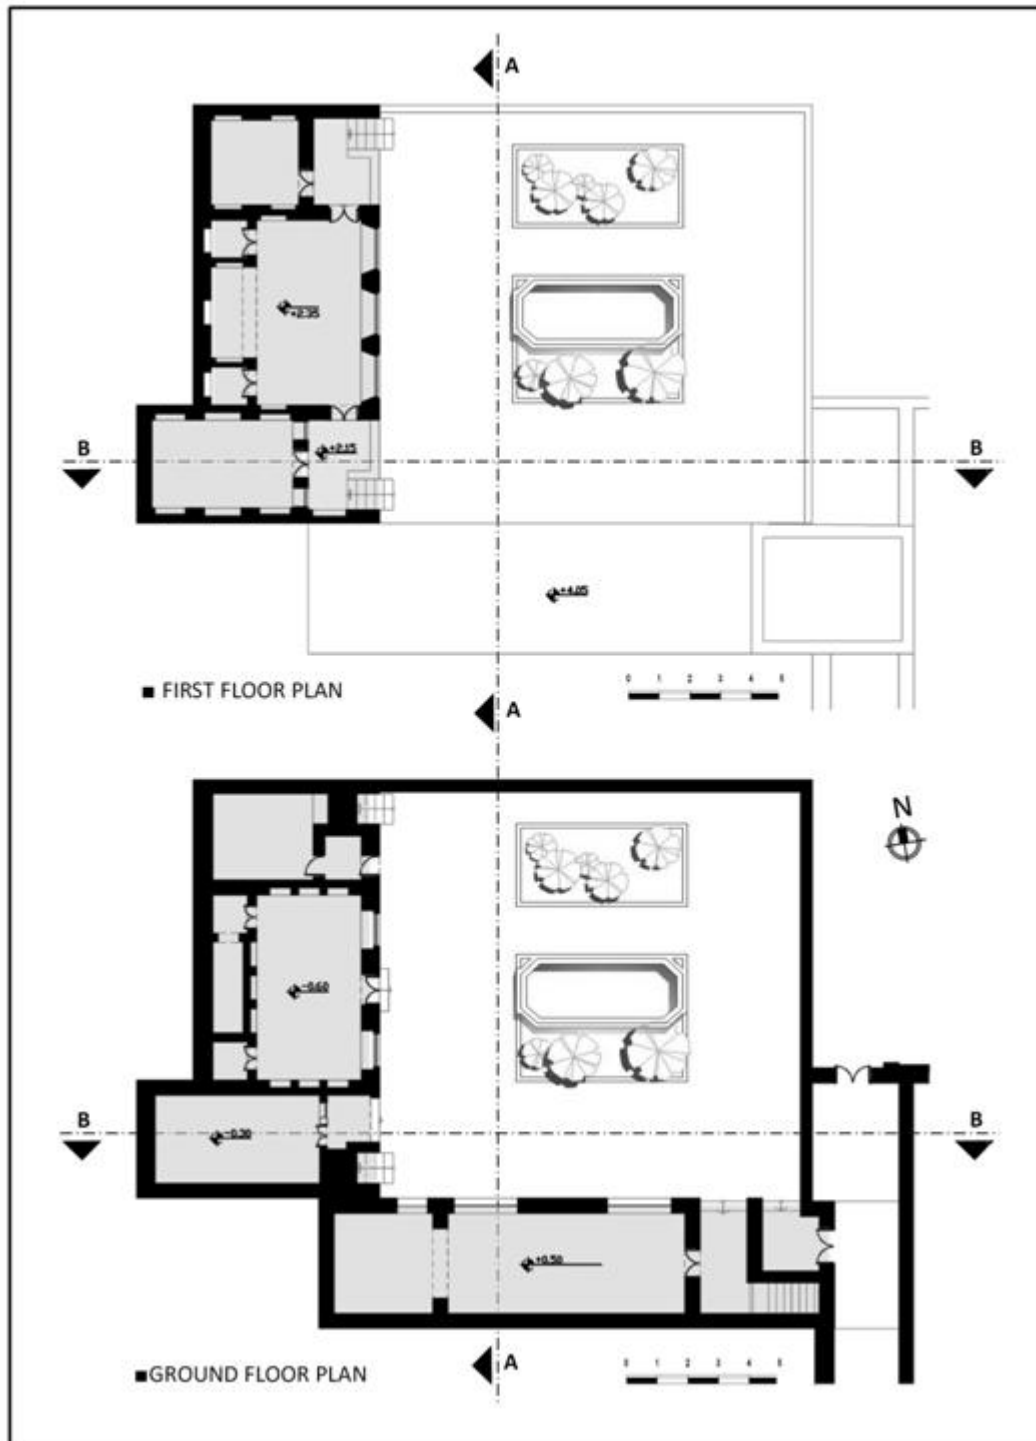 A
+2.35
B
+2.15
B
+4.05
■ FIRST FLOOR PLAN
0 1 2 3 4 5
A
N
-0.60
B
-0.30
B
+0.50
A
■GROUND FLOOR PLAN
0 1 2 3 4 5